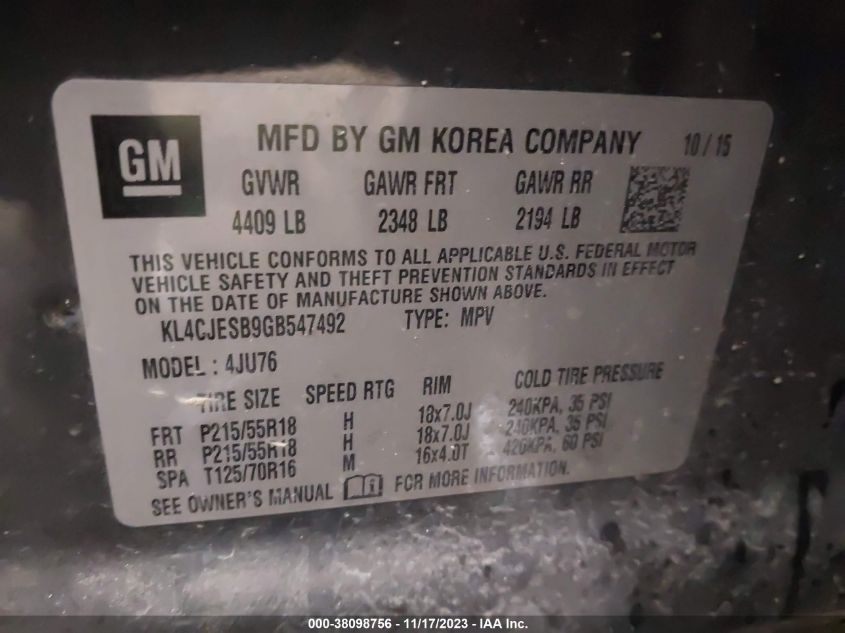 GM
MFD BY GM KOREA COMPANY 10/15
GVWR GAWR FRT GAWR RR
4409 LB 2348 LB 2194 LB
THIS VEHICLE CONFORMS TO ALL APPLICABLE U.S. FEDERAL MOTOR
VEHICLE SAFETY AND THEFT PREVENTION STANDARDS IN EFFECT
ON THE DATE OF MANUFACTURE SHOWN ABOVE.
KL4CJESB9GB547492 TYPE: MPV
MODEL : 4JU76
TIRE SIZE SPEED RTG RIM COLD TIRE PRESSURE
FRT P215/55R18 H 18x7.0J 240KPA, 35 PSI
RR P215/55R18 H 18x7.0J 240KPA, 35 PSI
SPA T125/70R16 M 16x4.0T 420KPA, 60 PSI
SEE OWNER'S MANUAL FOR MORE INFORMATION.
000-38098756 - 11/17/2023 - IAA Inc.